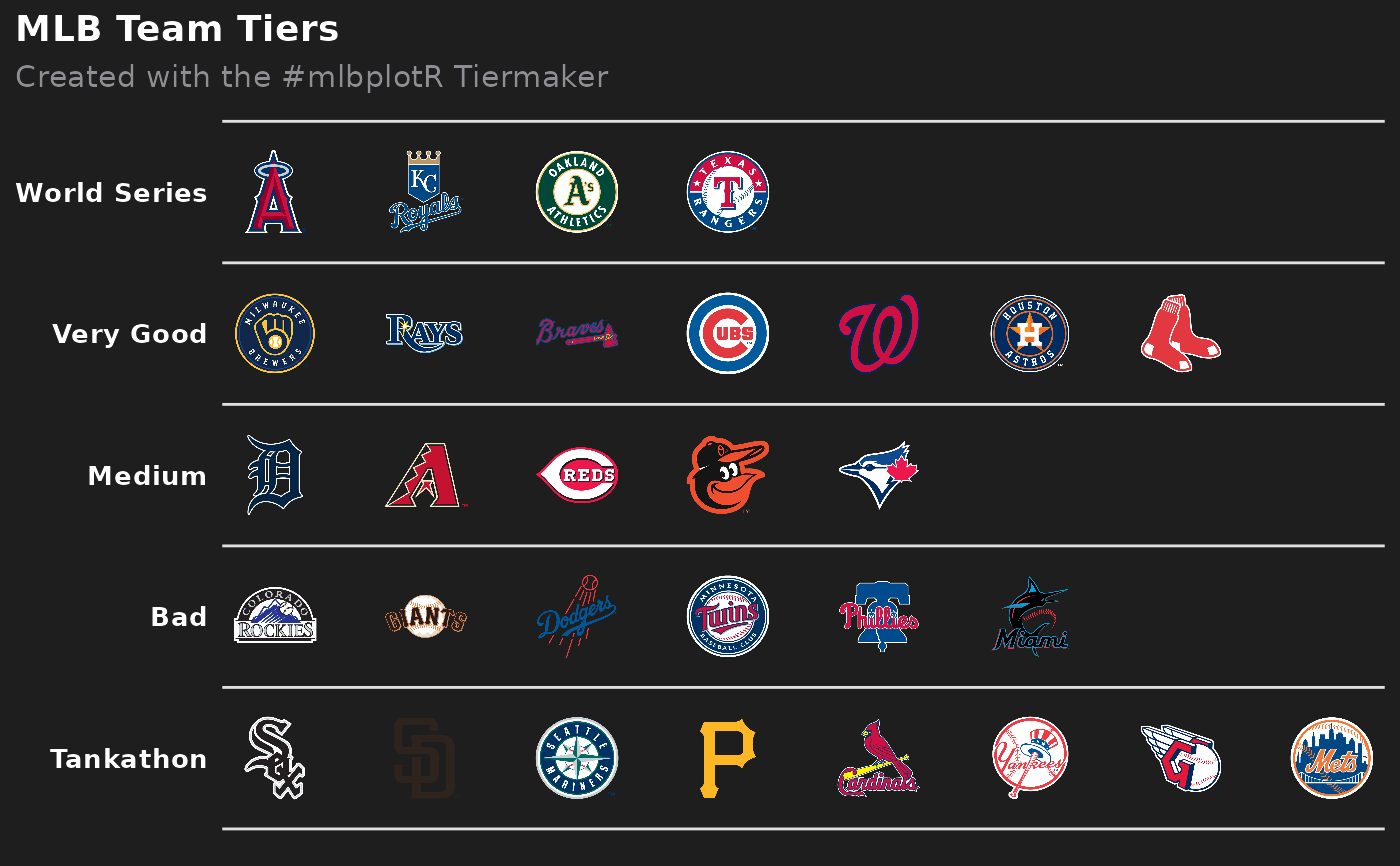 MLB Team Tiers
Created with the #mlbplotR Tiermaker
World Series
A
KC
Royals
OAKLAND
A's
ATHLETICS
TEXAS
T
RANGERS
Very Good
MILWAUKEE
BREWERS
RAYS
Braves
CUBS
W
HOUSTON
H
ASTROS
Medium
D
A
REDS
Bad
COLORADO
ROCKIES
GIANTS
Dodgers
MINNESOTA
Twins
BASEBALL CLUB
Phillies
Miami
Tankathon
Sox
SD
SEATTLE
MARINERS
P
Cardinals
Yankees
G
Mets